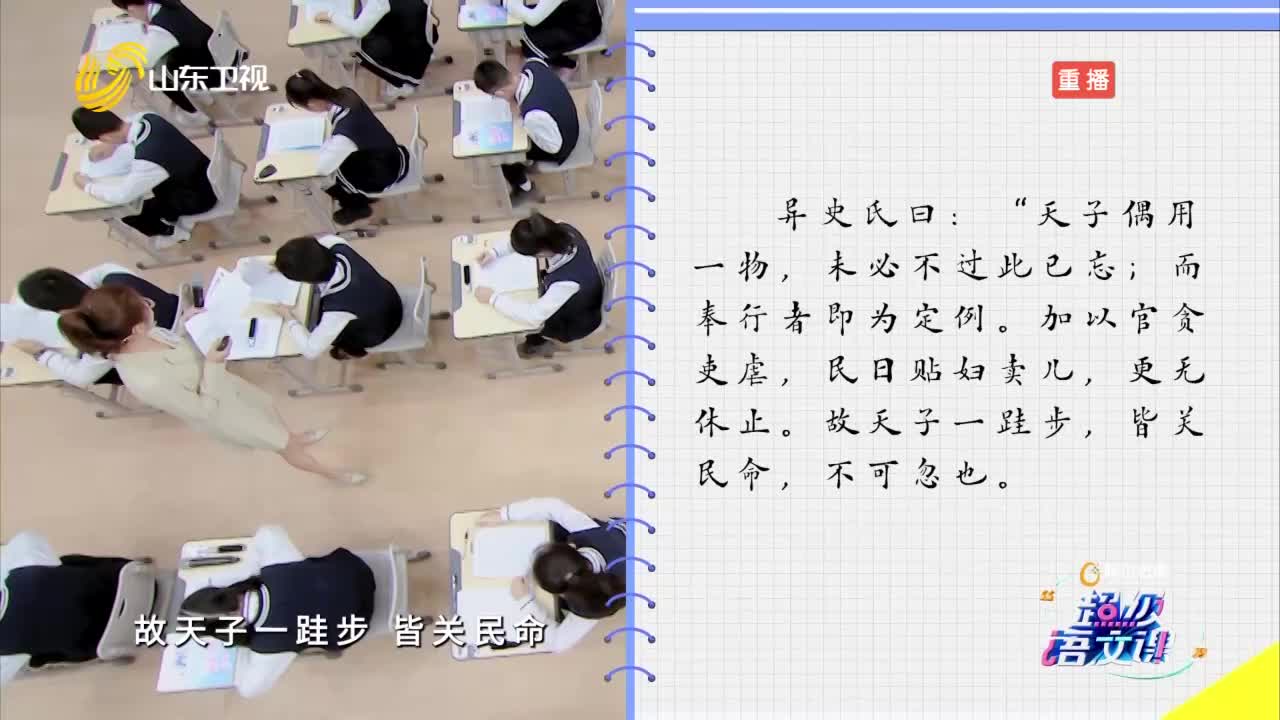 山东卫视
重播
异史氏曰：“天子偶用
一物，未必不过此已忘；而
奉行者即为定例。加以官贪
吏虐，民日贴妇卖儿，更无
休止。故天子一跬步，皆关
民命，不可忽也。
故天子一跬步 皆关民命
超级
语文课